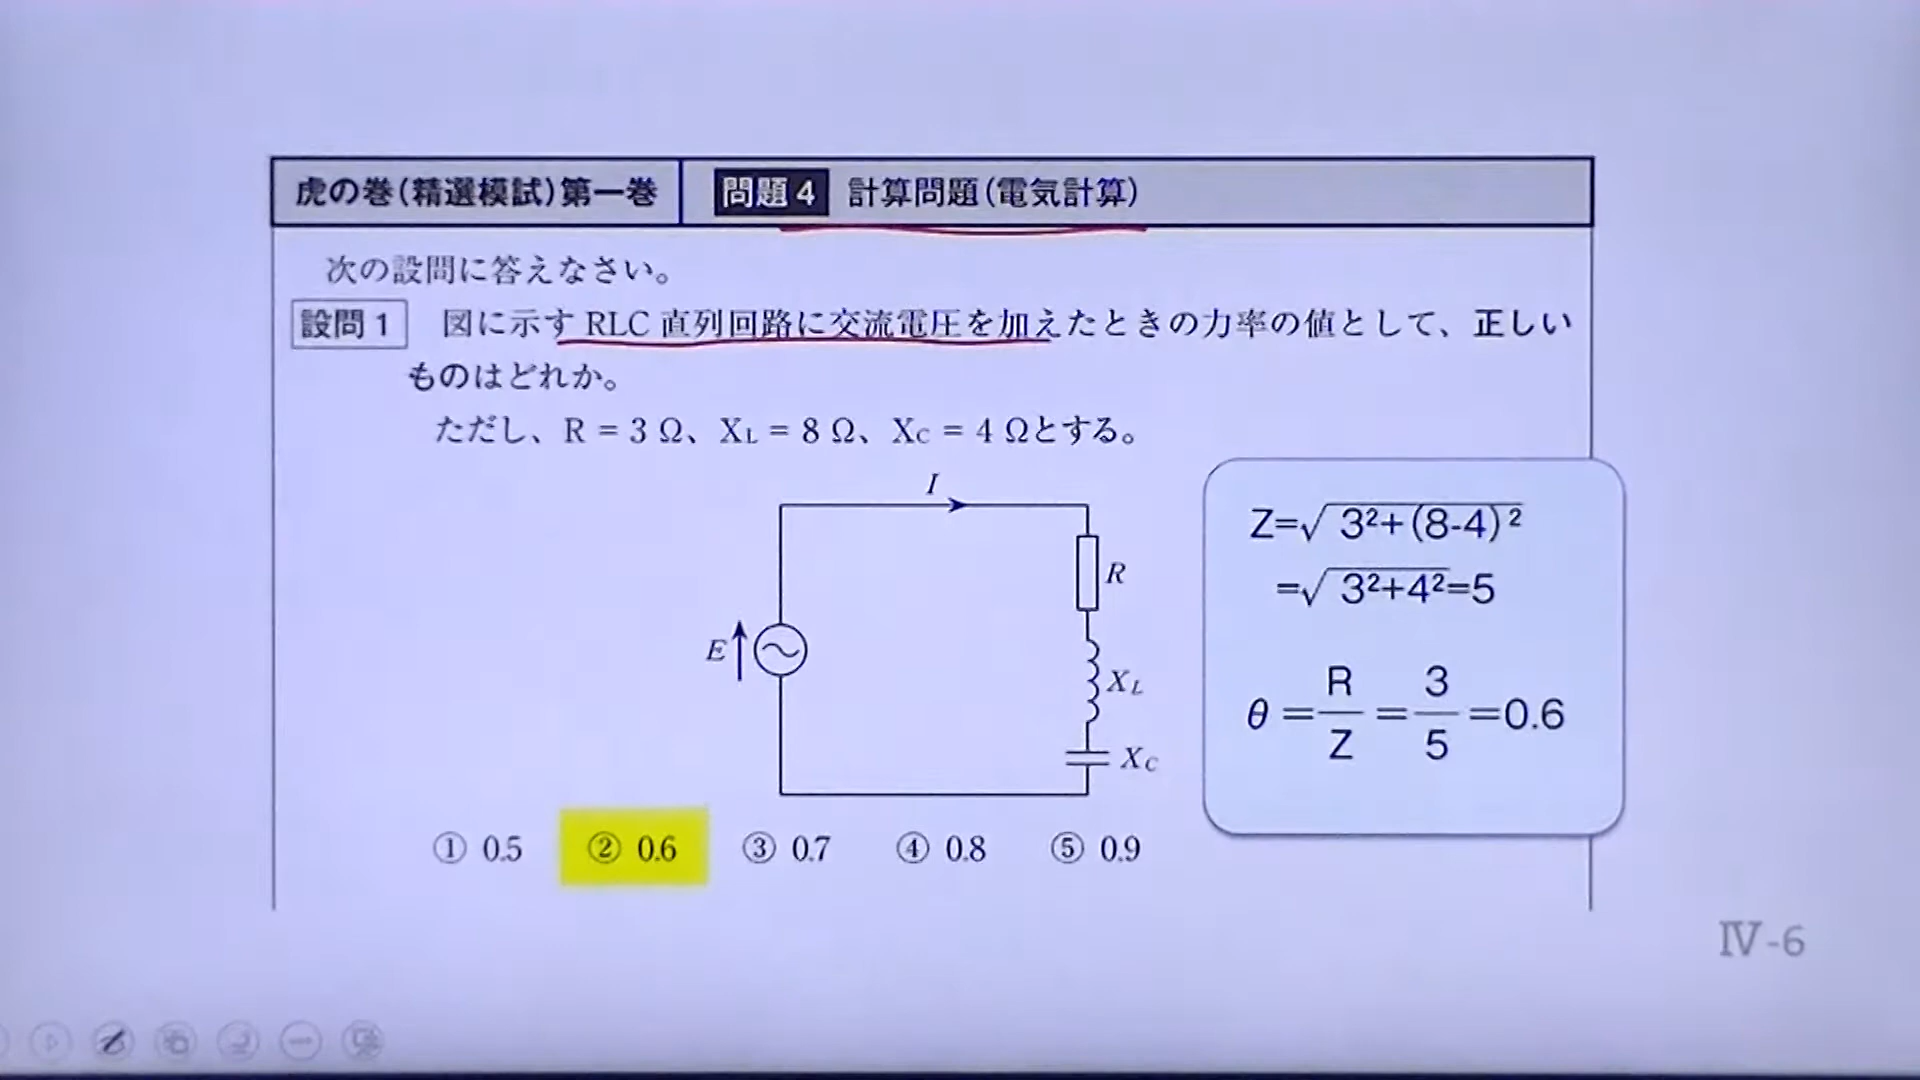 虎の巻(精選模試)第一巻 問題4 計算問題(電気計算)
次の設問に答えなさい。
設問1 図に示す RLC 直列回路に交流電圧を加えたときの力率の値として、正しい
ものはどれか。
ただし、R = 3 Ω、XL = 8 Ω、XC = 4 Ωとする。
I
R
E
XL
XC
Z=√3²+(8-4)²
=√3²+4²=5
θ=R/Z=3/5=0.6
① 0.5 ② 0.6 ③ 0.7 ④ 0.8 ⑤ 0.9
Ⅳ-6